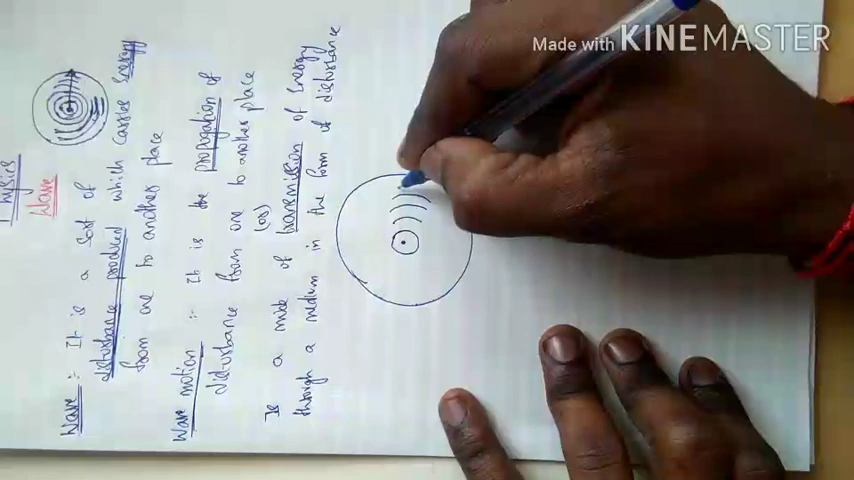 Physics
Wave
Wave :- It is a sort of
disturbance produced which carries Energy
from one to another place
Wave motion :- It is the propagation of
disturbance from one to another place
(or)
Is a mode of transmission of Energy
through a medium in the form of disturbance
Made with KINEMASTER